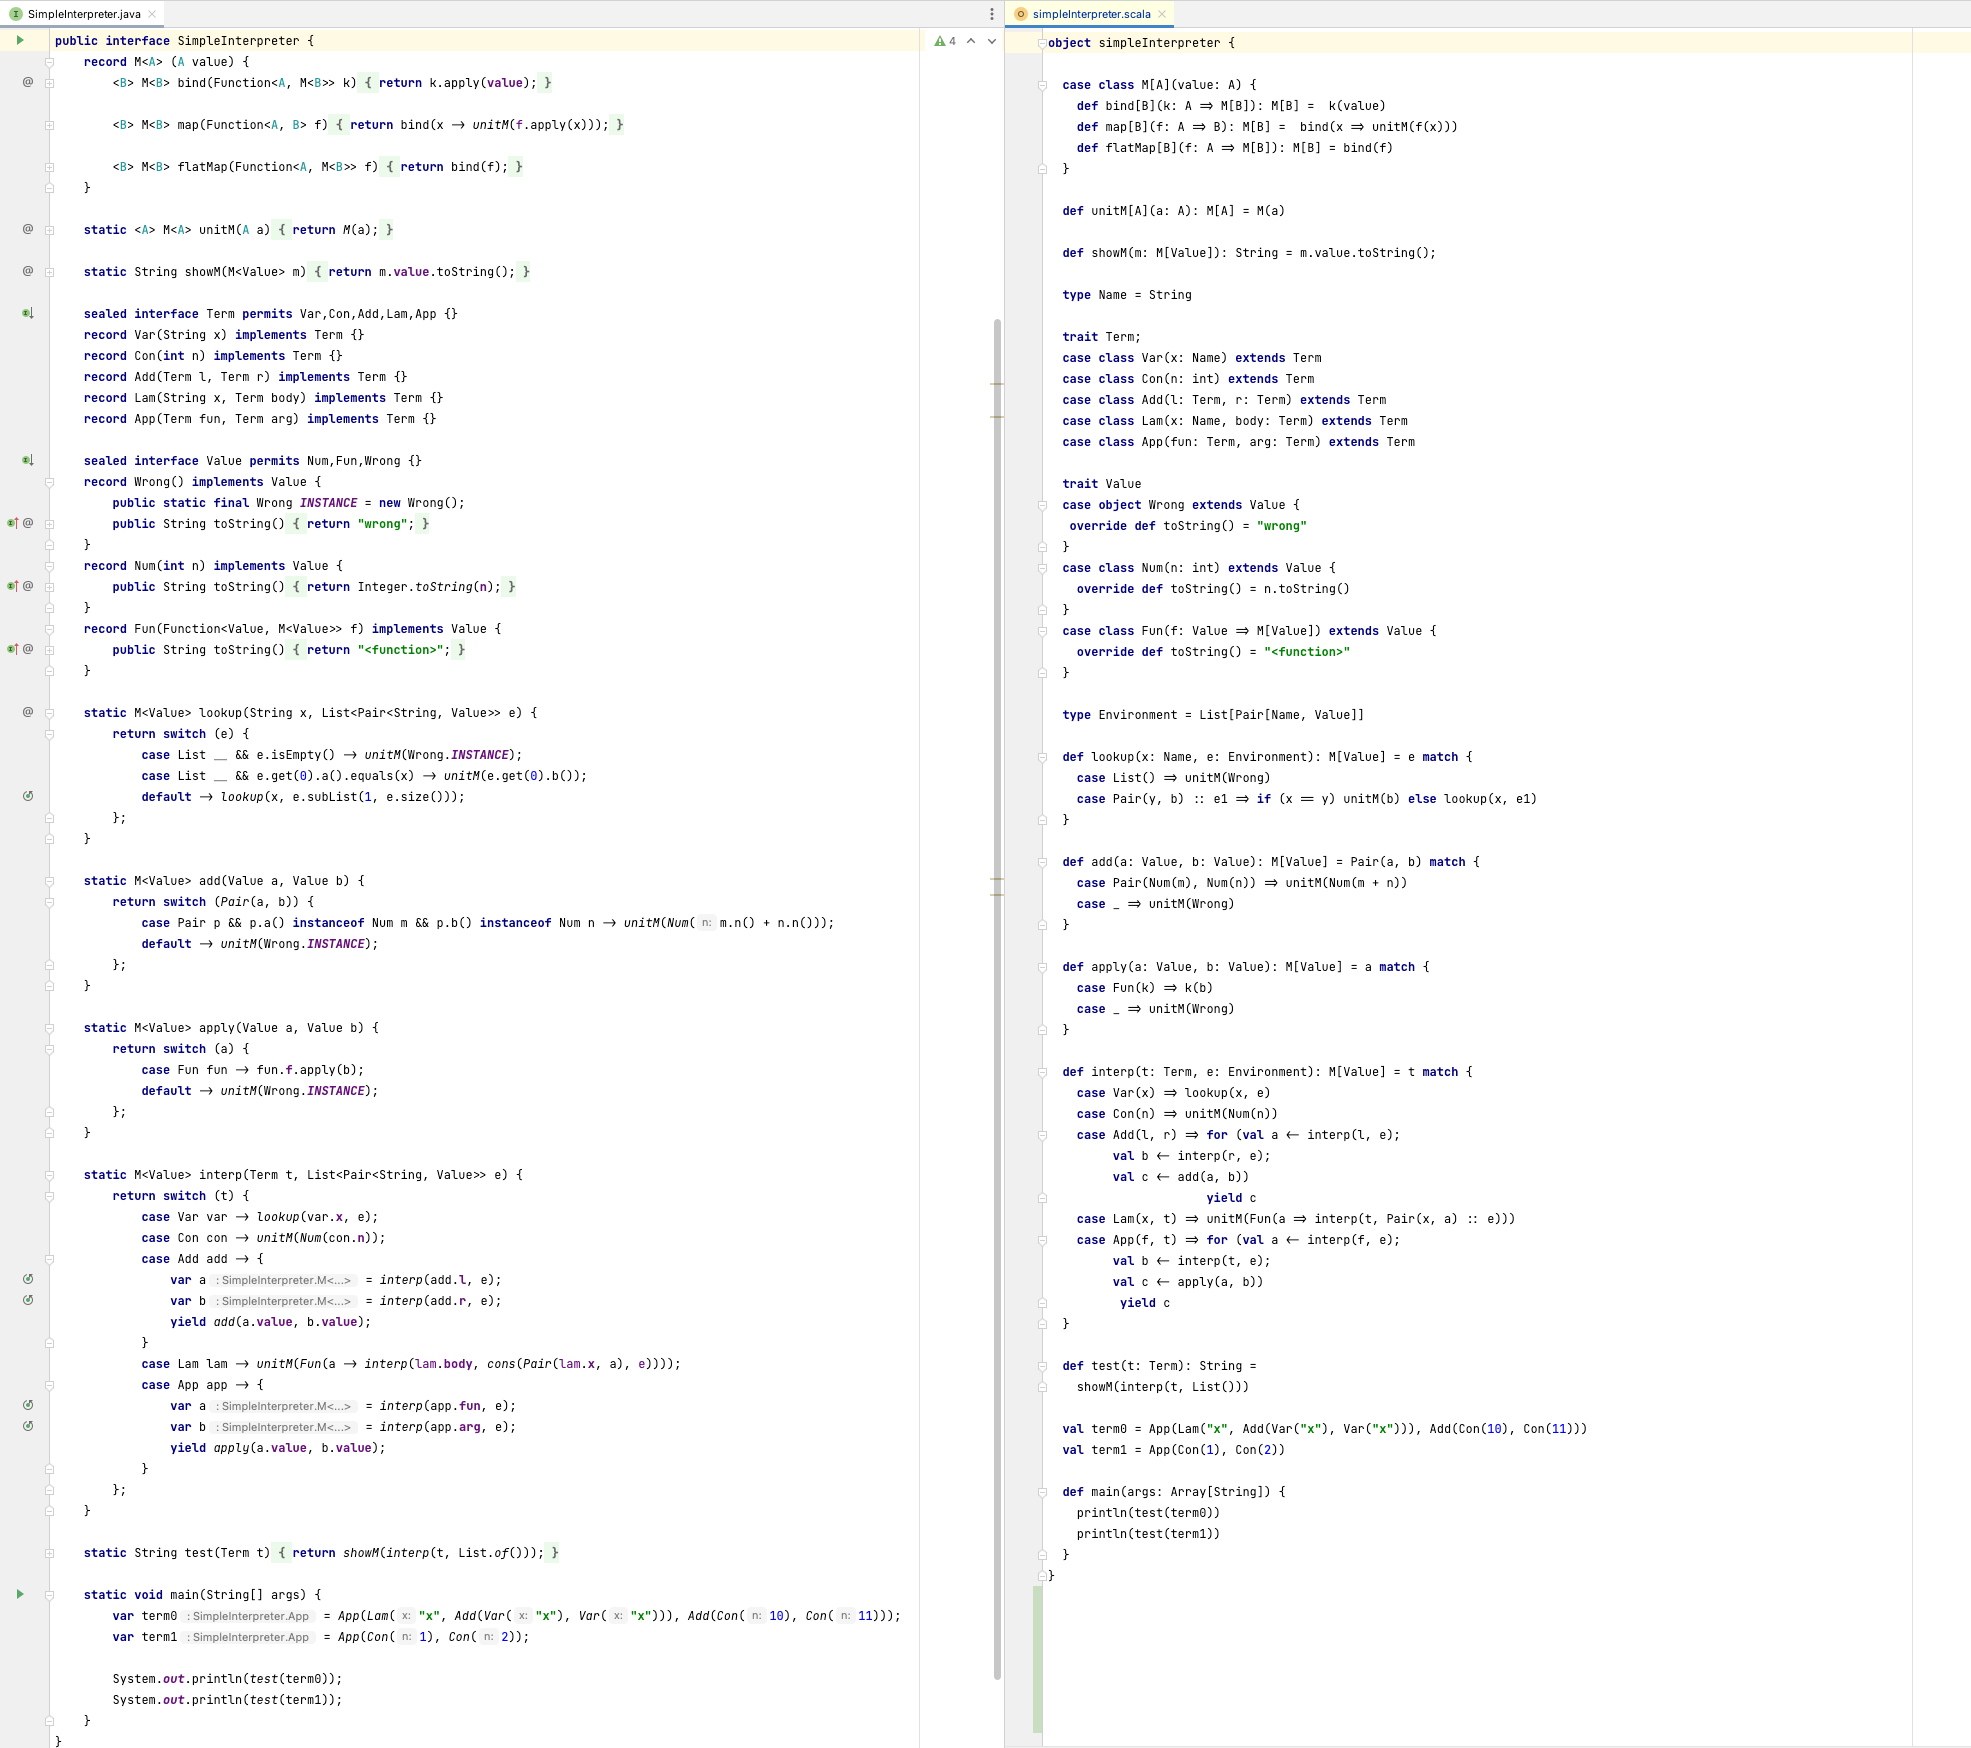 SimpleInterpreter.java
4
public interface SimpleInterpreter {
    record M<A> (A value) {
        <B> M<B> bind(Function<A, M<B>> k) { return k.apply(value); }

        <B> M<B> map(Function<A, B> f) { return bind(x → unitM(f.apply(x))); }

        <B> M<B> flatMap(Function<A, M<B>> f) { return bind(f); }
    }

    static <A> M<A> unitM(A a) { return M(a); }

    static String showM(M<Value> m) { return m.value.toString(); }

    sealed interface Term permits Var,Con,Add,Lam,App {}
    record Var(String x) implements Term {}
    record Con(int n) implements Term {}
    record Add(Term l, Term r) implements Term {}
    record Lam(String x, Term body) implements Term {}
    record App(Term fun, Term arg) implements Term {}

    sealed interface Value permits Num,Fun,Wrong {}
    record Wrong() implements Value {
        public static final Wrong INSTANCE = new Wrong();
        public String toString() { return "wrong"; }
    }
    record Num(int n) implements Value {
        public String toString() { return Integer.toString(n); }
    }
    record Fun(Function<Value, M<Value>> f) implements Value {
        public String toString() { return "<function>"; }
    }

    static M<Value> lookup(String x, List<Pair<String, Value>> e) {
        return switch (e) {
            case List __ && e.isEmpty() → unitM(Wrong.INSTANCE);
            case List __ && e.get(0).a().equals(x) → unitM(e.get(0).b());
            default → lookup(x, e.subList(1, e.size()));
        };
    }

    static M<Value> add(Value a, Value b) {
        return switch (Pair(a, b)) {
            case Pair p && p.a() instanceof Num m && p.b() instanceof Num n → unitM(Num( n: m.n() + n.n()));
            default → unitM(Wrong.INSTANCE);
        };
    }

    static M<Value> apply(Value a, Value b) {
        return switch (a) {
            case Fun fun → fun.f.apply(b);
            default → unitM(Wrong.INSTANCE);
        };
    }

    static M<Value> interp(Term t, List<Pair<String, Value>> e) {
        return switch (t) {
            case Var var → lookup(var.x, e);
            case Con con → unitM(Num(con.n));
            case Add add → {
                var a : SimpleInterpreter.M<...> = interp(add.l, e);
                var b : SimpleInterpreter.M<...> = interp(add.r, e);
                yield add(a.value, b.value);
            }
            case Lam lam → unitM(Fun(a → interp(lam.body, cons(Pair(lam.x, a), e))));
            case App app → {
                var a : SimpleInterpreter.M<...> = interp(app.fun, e);
                var b : SimpleInterpreter.M<...> = interp(app.arg, e);
                yield apply(a.value, b.value);
            }
        };
    }

    static String test(Term t) { return showM(interp(t, List.of())); }

    static void main(String[] args) {
        var term0 : SimpleInterpreter.App = App(Lam( x: "x", Add(Var( x: "x"), Var( x: "x"))), Add(Con( n: 10), Con( n: 11)));
        var term1 : SimpleInterpreter.App = App(Con( n: 1), Con( n: 2));

        System.out.println(test(term0));
        System.out.println(test(term1));
    }
}
simpleInterpreter.scala
object simpleInterpreter {

  case class M[A](value: A) {
    def bind[B](k: A ⇒ M[B]): M[B] =  k(value)
    def map[B](f: A ⇒ B): M[B] =  bind(x ⇒ unitM(f(x)))
    def flatMap[B](f: A ⇒ M[B]): M[B] = bind(f)
  }

  def unitM[A](a: A): M[A] = M(a)

  def showM(m: M[Value]): String = m.value.toString();

  type Name = String

  trait Term;
  case class Var(x: Name) extends Term
  case class Con(n: int) extends Term
  case class Add(l: Term, r: Term) extends Term
  case class Lam(x: Name, body: Term) extends Term
  case class App(fun: Term, arg: Term) extends Term

  trait Value
  case object Wrong extends Value {
   override def toString() = "wrong"
  }
  case class Num(n: int) extends Value {
    override def toString() = n.toString()
  }
  case class Fun(f: Value ⇒ M[Value]) extends Value {
    override def toString() = "<function>"
  }

  type Environment = List[Pair[Name, Value]]

  def lookup(x: Name, e: Environment): M[Value] = e match {
    case List() ⇒ unitM(Wrong)
    case Pair(y, b) :: e1 ⇒ if (x == y) unitM(b) else lookup(x, e1)
  }

  def add(a: Value, b: Value): M[Value] = Pair(a, b) match {
    case Pair(Num(m), Num(n)) ⇒ unitM(Num(m + n))
    case _ ⇒ unitM(Wrong)
  }

  def apply(a: Value, b: Value): M[Value] = a match {
    case Fun(k) ⇒ k(b)
    case _ ⇒ unitM(Wrong)
  }

  def interp(t: Term, e: Environment): M[Value] = t match {
    case Var(x) ⇒ lookup(x, e)
    case Con(n) ⇒ unitM(Num(n))
    case Add(l, r) ⇒ for (val a ← interp(l, e);
         val b ← interp(r, e);
         val c ← add(a, b))
                      yield c
    case Lam(x, t) ⇒ unitM(Fun(a ⇒ interp(t, Pair(x, a) :: e)))
    case App(f, t) ⇒ for (val a ← interp(f, e);
         val b ← interp(t, e);
         val c ← apply(a, b))
          yield c
  }

  def test(t: Term): String =
    showM(interp(t, List()))

  val term0 = App(Lam("x", Add(Var("x"), Var("x"))), Add(Con(10), Con(11)))
  val term1 = App(Con(1), Con(2))

  def main(args: Array[String]) {
    println(test(term0))
    println(test(term1))
  }
}